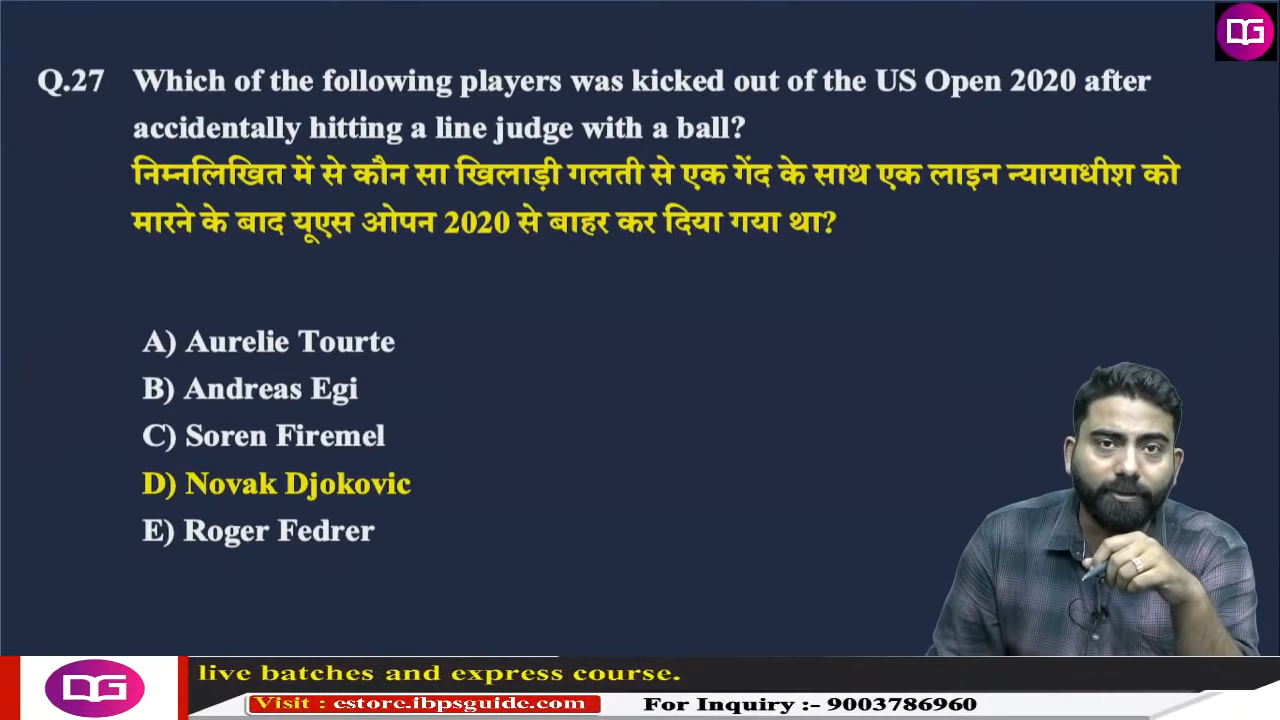 Q.27 Which of the following players was kicked out of the US Open 2020 after
accidentally hitting a line judge with a ball?
निम्नलिखित में से कौन सा खिलाड़ी गलती से एक गेंद के साथ एक लाइन न्यायाधीश को
मारने के बाद यूएस ओपन 2020 से बाहर कर दिया गया था?
A) Aurelie Tourte
B) Andreas Egi
C) Soren Firemel
D) Novak Djokovic
E) Roger Fedrer
live batches and express course.
Visit : estore.ibpsguide.com For Inquiry :- 9003786960